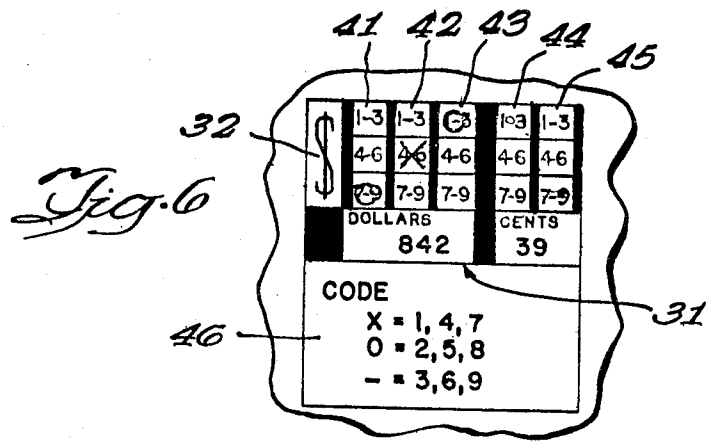 41 42 43 44 45
32
$ 1-3 1-3 1-3 1-3 1-3
4-6 4-6 4-6 4-6 4-6
7-9 7-9 7-9 7-9 7-9
Fig. 6
DOLLARS CENTS
842 39
31
CODE
X = 1, 4, 7
O = 2, 5, 8
– = 3, 6, 9
46